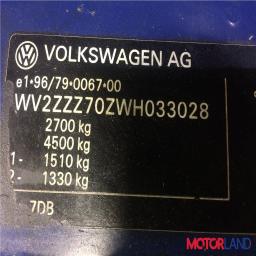 VOLKSWAGEN AG
e1*96/79*0067*00
WV2ZZZ70ZWH033028
2700 kg
4500 kg
1- 1510 kg
2- 1330 kg
7DB
MOTORLAND